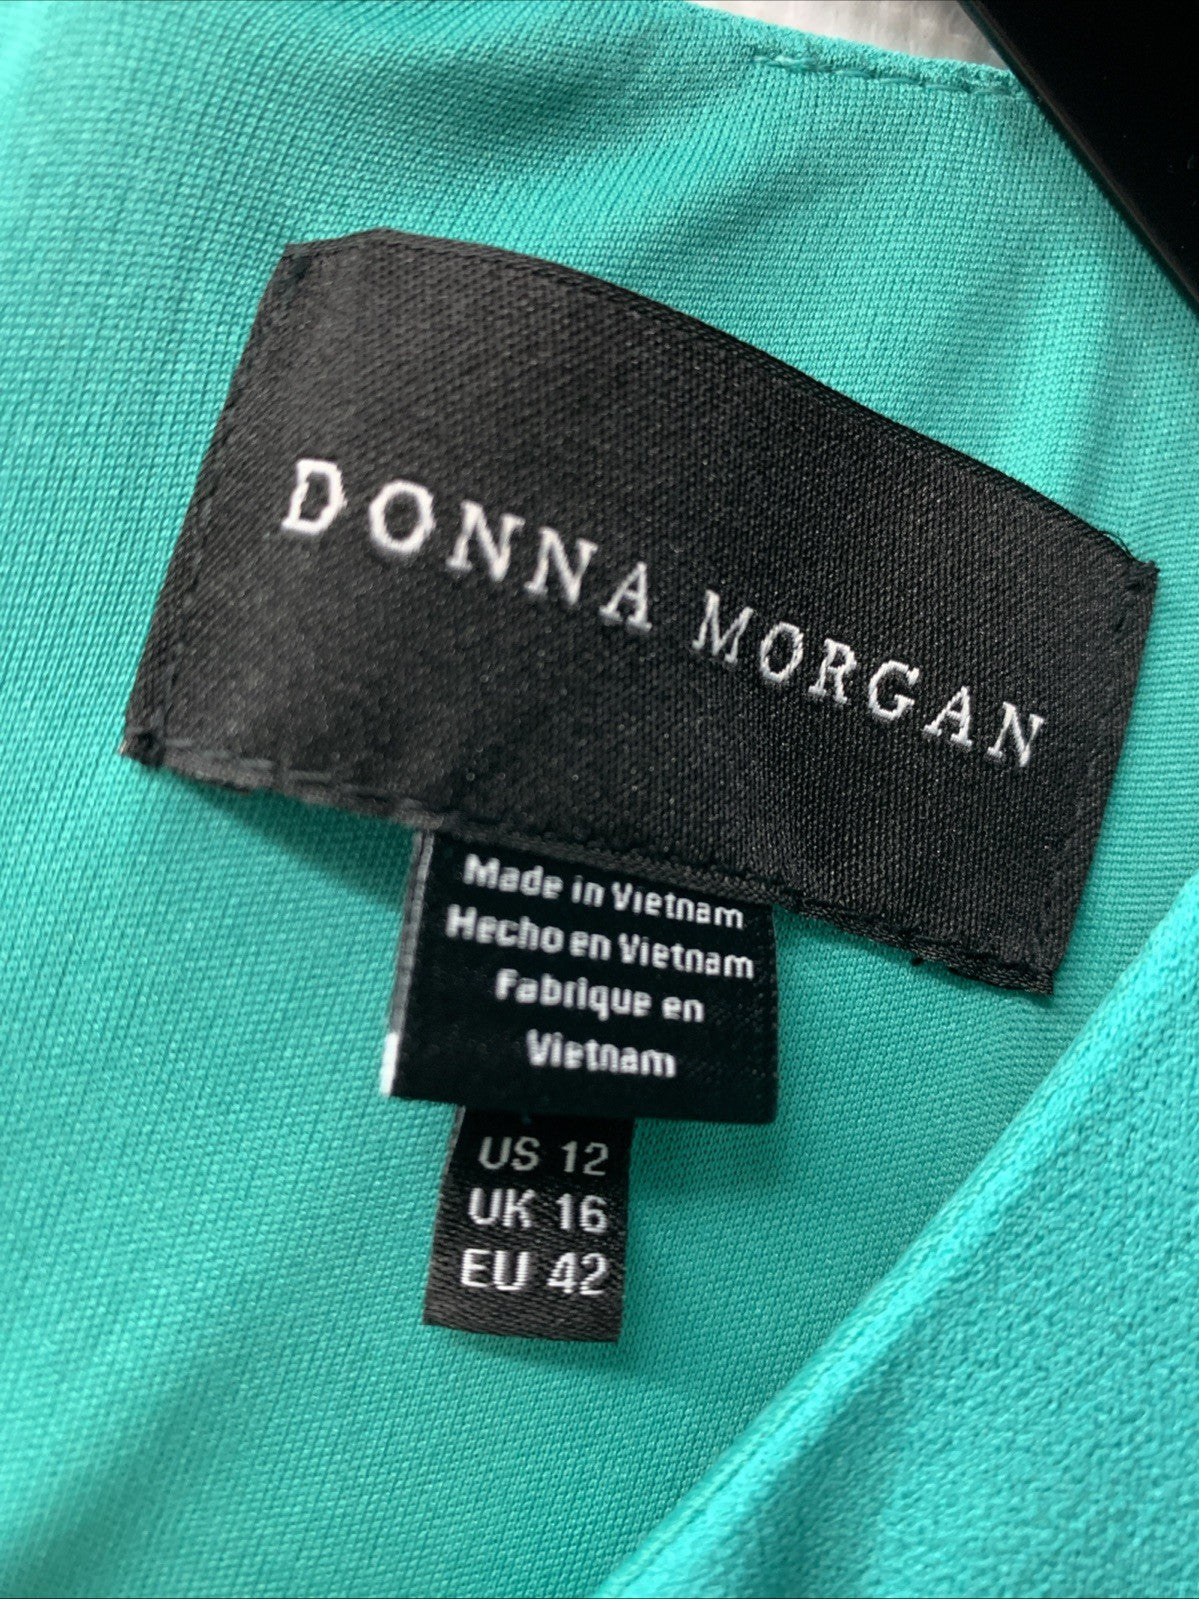 DONNA MORGAN
Made in Vietnam
Hecho en Vietnam
Fabrique en
Vietnam
US 12
UK 16
EU 42